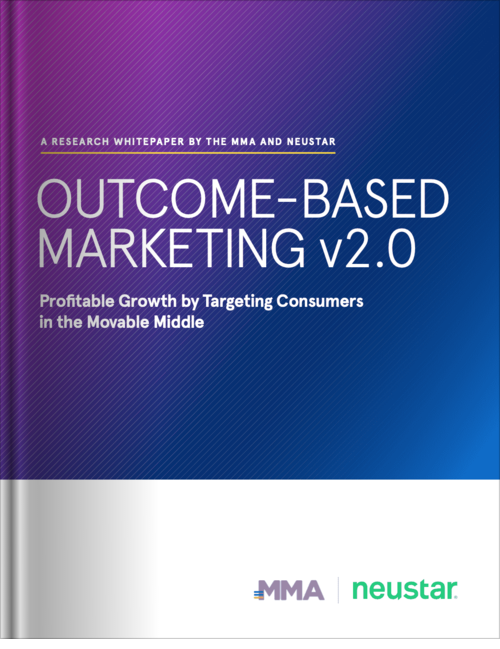 A RESEARCH WHITEPAPER BY THE MMA AND NEUSTAR
OUTCOME-BASED
MARKETING v2.0
Profitable Growth by Targeting Consumers
in the Movable Middle
MMA
neustar.